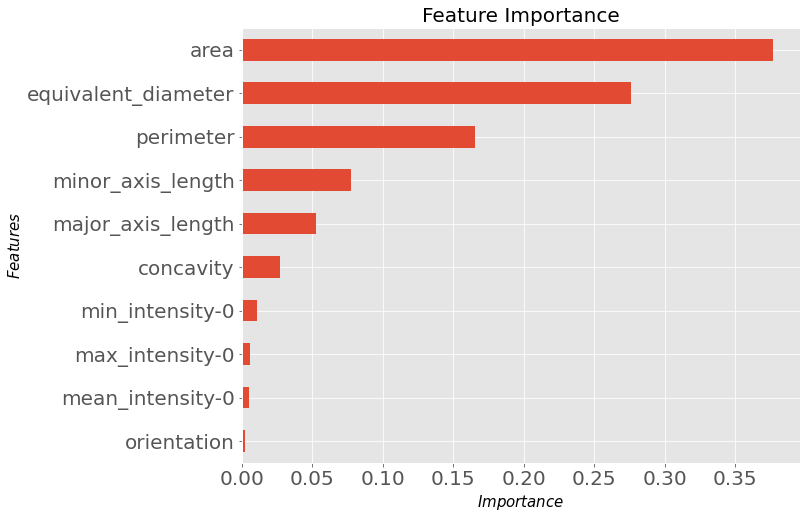 Feature Importance
area
equivalent_diameter
perimeter
minor_axis_length
major_axis_length
concavity
min_intensity-0
max_intensity-0
mean_intensity-0
orientation
Features
0.00 0.05 0.10 0.15 0.20 0.25 0.30 0.35
Importance